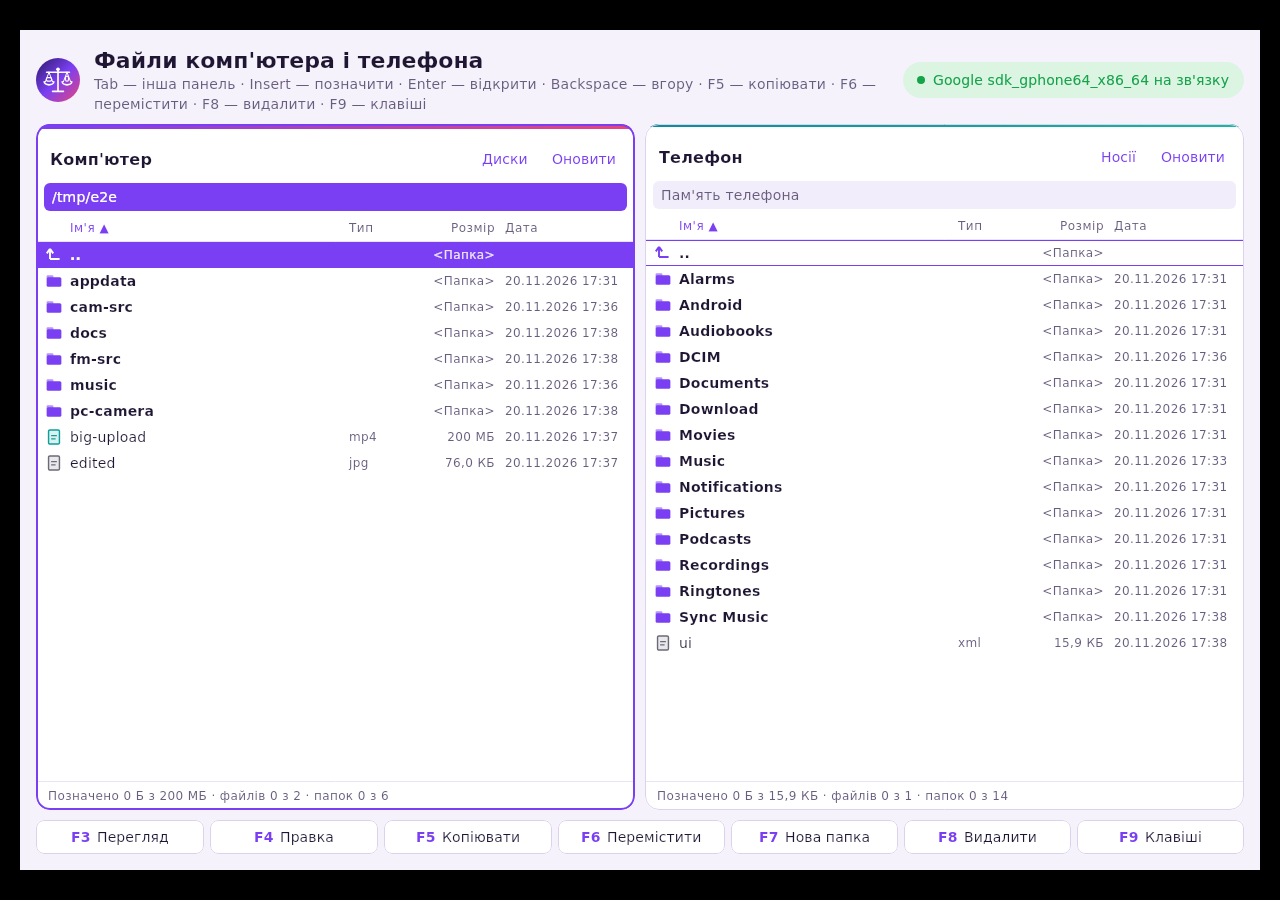 Файли комп'ютера і телефона
Tab — інша панель · Insert — позначити · Enter — відкрити · Backspace — вгору · F5 — копіювати · F6 —
перемістити · F8 — видалити · F9 — клавіші
Google sdk_gphone64_x86_64 на зв'язку
Комп'ютер Диски Оновити
/tmp/e2e
Ім'я ▲ Тип Розмір Дата
.. <Папка>
appdata <Папка> 20.11.2026 17:31
cam-src <Папка> 20.11.2026 17:36
docs <Папка> 20.11.2026 17:38
fm-src <Папка> 20.11.2026 17:38
music <Папка> 20.11.2026 17:36
pc-camera <Папка> 20.11.2026 17:38
big-upload mp4 200 МБ 20.11.2026 17:37
edited jpg 76,0 КБ 20.11.2026 17:37
Позначено 0 Б з 200 МБ · файлів 0 з 2 · папок 0 з 6
Телефон Носії Оновити
Пам'ять телефона
Ім'я ▲ Тип Розмір Дата
.. <Папка>
Alarms <Папка> 20.11.2026 17:31
Android <Папка> 20.11.2026 17:31
Audiobooks <Папка> 20.11.2026 17:31
DCIM <Папка> 20.11.2026 17:36
Documents <Папка> 20.11.2026 17:31
Download <Папка> 20.11.2026 17:31
Movies <Папка> 20.11.2026 17:31
Music <Папка> 20.11.2026 17:33
Notifications <Папка> 20.11.2026 17:31
Pictures <Папка> 20.11.2026 17:31
Podcasts <Папка> 20.11.2026 17:31
Recordings <Папка> 20.11.2026 17:31
Ringtones <Папка> 20.11.2026 17:31
Sync Music <Папка> 20.11.2026 17:38
ui xml 15,9 КБ 20.11.2026 17:38
Позначено 0 Б з 15,9 КБ · файлів 0 з 1 · папок 0 з 14
F3 Перегляд F4 Правка F5 Копіювати F6 Перемістити F7 Нова папка F8 Видалити F9 Клавіші